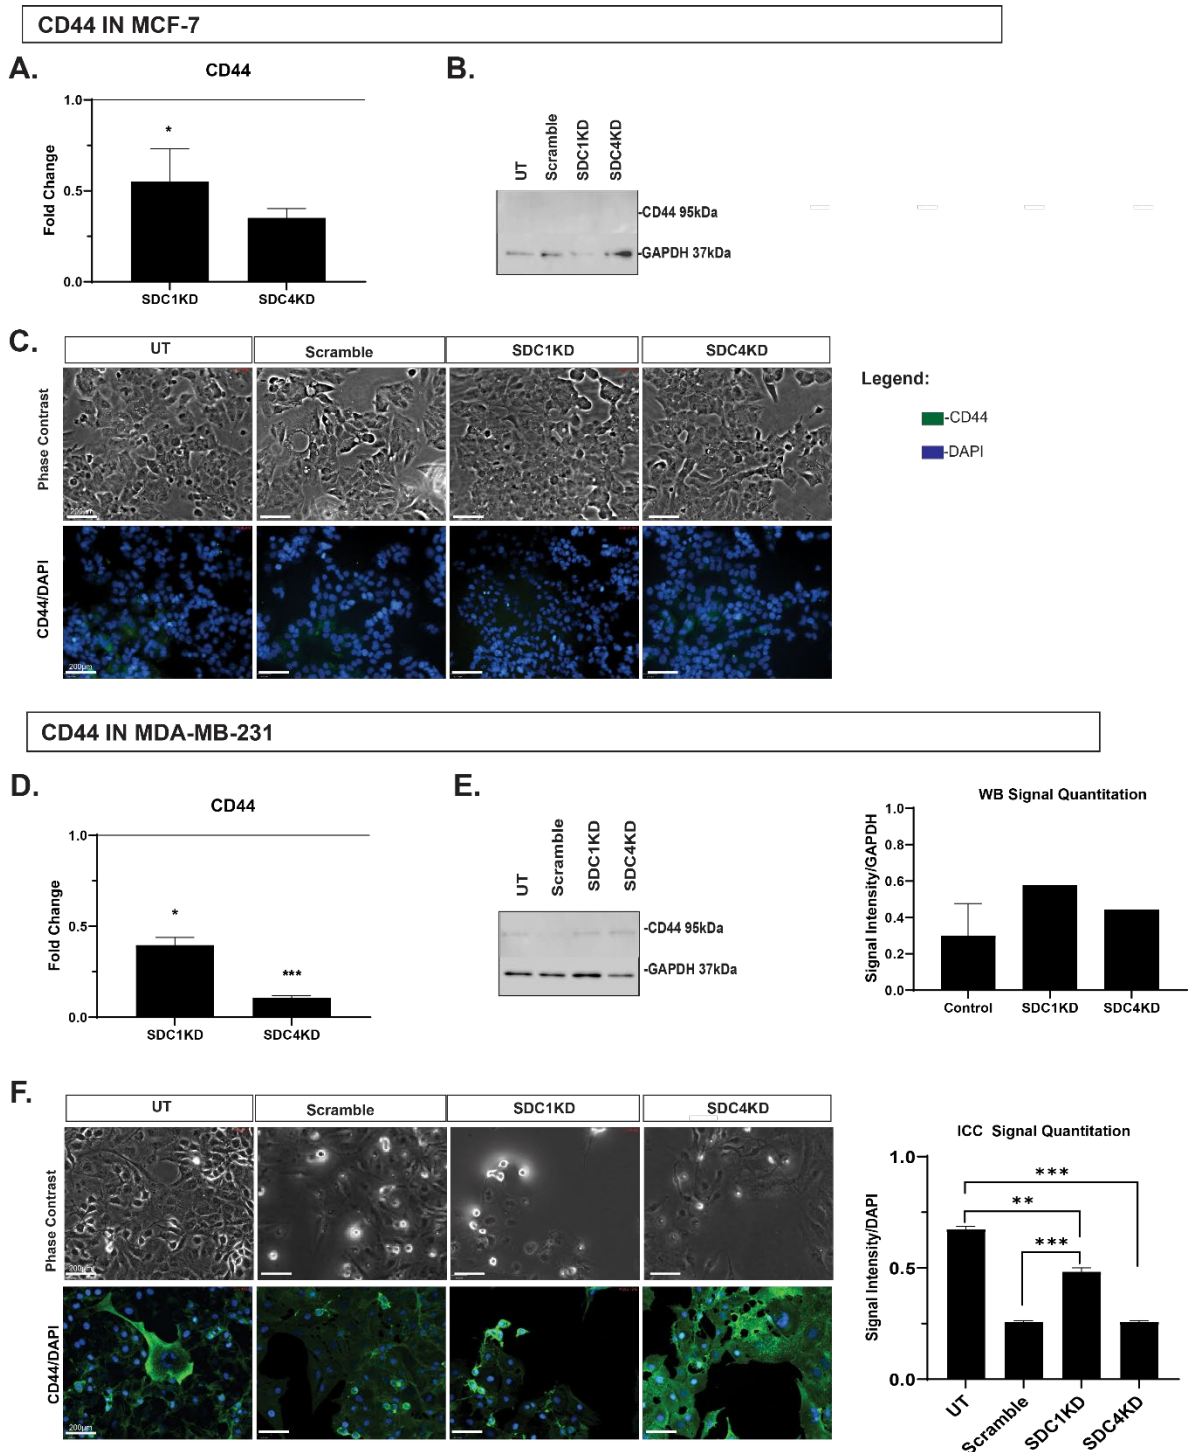 CD44 IN MCF-7
A.
CD44
Fold Change
1.0
*
0.5
0.0
SDC1KD
SDC4KD
B.
UT
Scramble
SDC1KD
SDC4KD
-CD44 95kDa
-GAPDH 37kDa
C.
UT
Scramble
SDC1KD
SDC4KD
Phase Contrast
200µm
CD44/DAPI
200µm
Legend:
-CD44
-DAPI
CD44 IN MDA-MB-231
D.
CD44
Fold Change
1.0
*
0.5
***
0.0
SDC1KD
SDC4KD
E.
UT
Scramble
SDC1KD
SDC4KD
-CD44 95kDa
-GAPDH 37kDa
WB Signal Quantitation
Signal Intensity/GAPDH
1.0
0.8
0.6
0.4
0.2
0.0
Control
SDC1KD
SDC4KD
F.
UT
Scramble
SDC1KD
SDC4KD
Phase Contrast
200µm
CD44/DAPI
200µm
ICC Signal Quantitation
Signal Intensity/DAPI
1.0
***
**
***
0.5
0.0
UT
Scramble
SDC1KD
SDC4KD